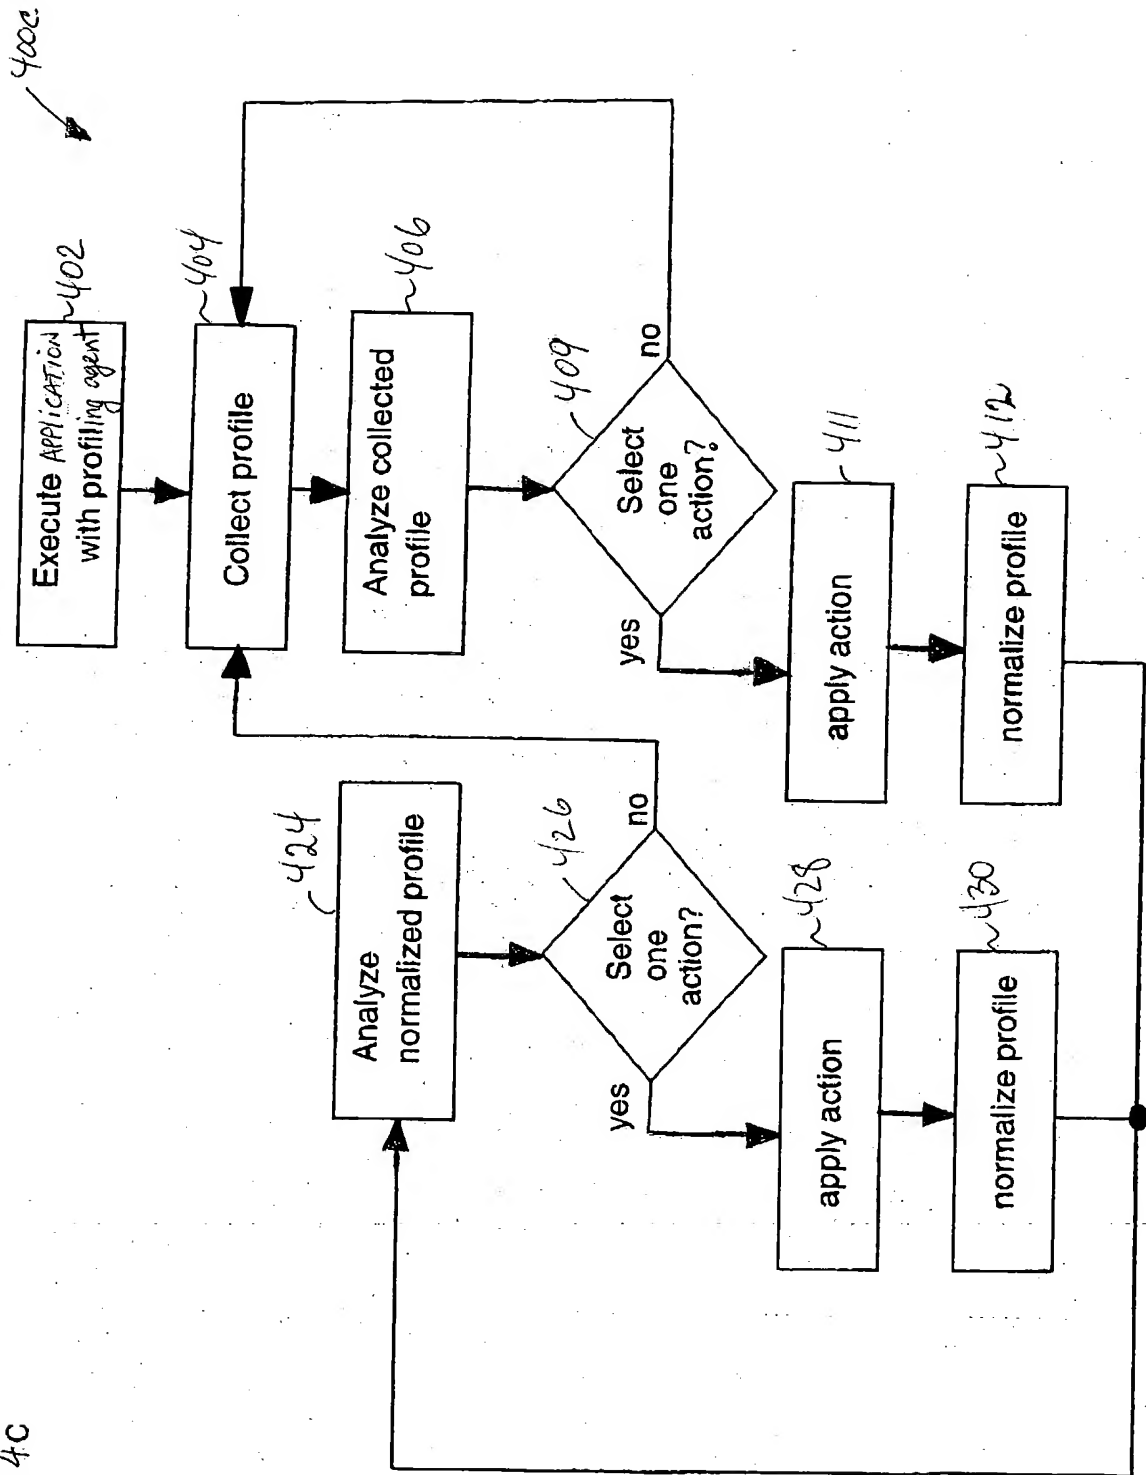 400c
Execute APPLICATION
with profiling agent
402
Collect profile
404
Analyze collected
profile
406
Select
one
action?
409
no
yes
apply action
411
normalize profile
412
Analyze
normalized profile
424
Select
one
action?
426
no
yes
apply action
428
normalize profile
430
4C